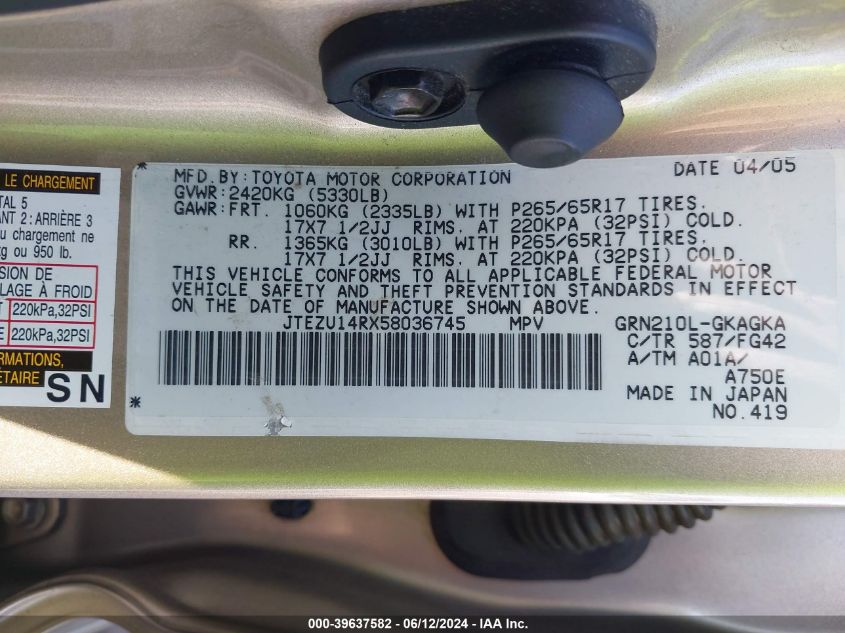 LE CHARGEMENT
TAL 5
ANT 2: ARRIÈRE 3
u chargement ne
kg ou 950 lb.
SION DE
LAGE À FROID
220kPa,32PSI
220kPa,32PSI
ORMATIONS,
ÉTAIRE
SN
MFD. BY: TOYOTA MOTOR CORPORATION DATE 04/05
GVWR: 2420KG (5330LB)
GAWR: FRT. 1060KG (2335LB) WITH P265/65R17 TIRES.
17X7 1/2JJ RIMS. AT 220KPA (32PSI) COLD.
RR. 1365KG (3010LB) WITH P265/65R17 TIRES.
17X7 1/2JJ RIMS. AT 220KPA (32PSI) COLD.
THIS VEHICLE CONFORMS TO ALL APPLICABLE FEDERAL MOTOR
VEHICLE SAFETY AND THEFT PREVENTION STANDARDS IN EFFECT
ON THE DATE OF MANUFACTURE SHOWN ABOVE.
JTEZU14RX58036745 MPV GRN210L-GKAGKA
C/TR 587/FG42
A/TM A01A/
A750E
MADE IN JAPAN
NO.419
000-39637582 - 06/12/2024 - IAA Inc.